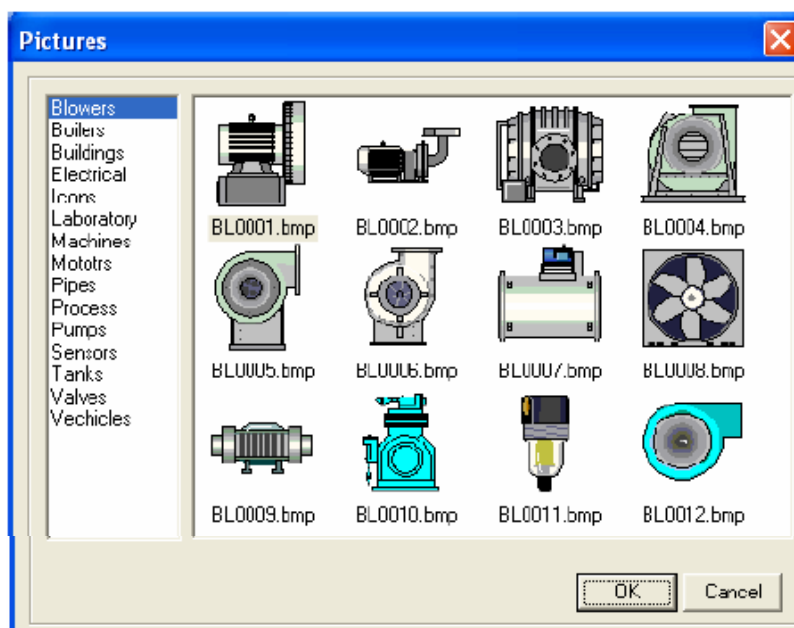 Pictures
Blowers
Boilers
Buildings
Electrical
Icons
Laboratory
Machines
Mototrs
Pipes
Process
Pumps
Sensors
Tanks
Valves
Vechicles
BL0001.bmp BL0002.bmp BL0003.bmp BL0004.bmp
BL0005.bmp BL0006.bmp BL0007.bmp BL0008.bmp
BL0009.bmp BL0010.bmp BL0011.bmp BL0012.bmp
OK Cancel